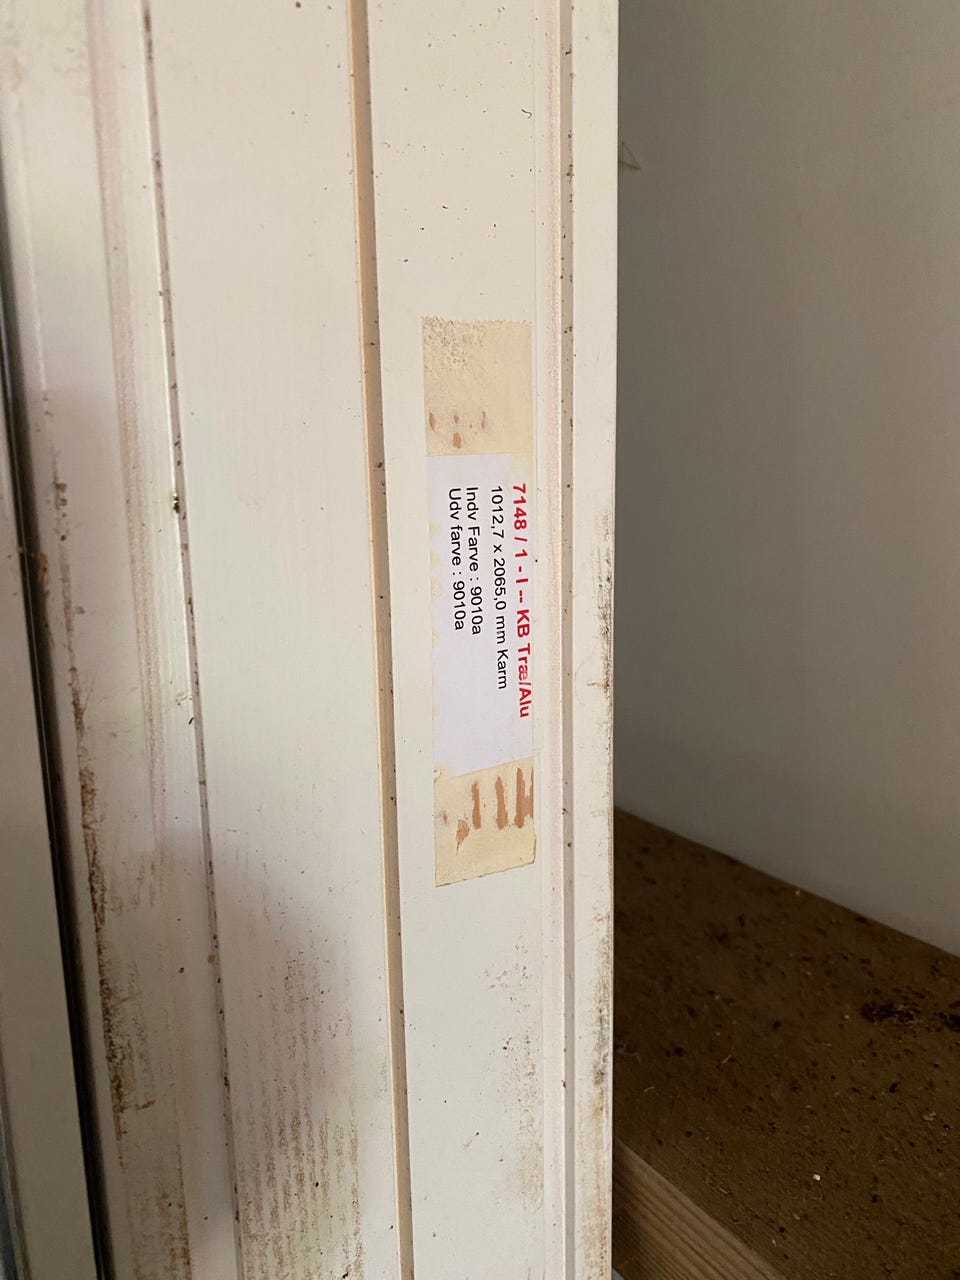 7148 / 1 - I -- KB Træ/Alu
1012,7 x 2065,0 mm Karm
Indv Farve : 9010a
Udv farve : 9010a